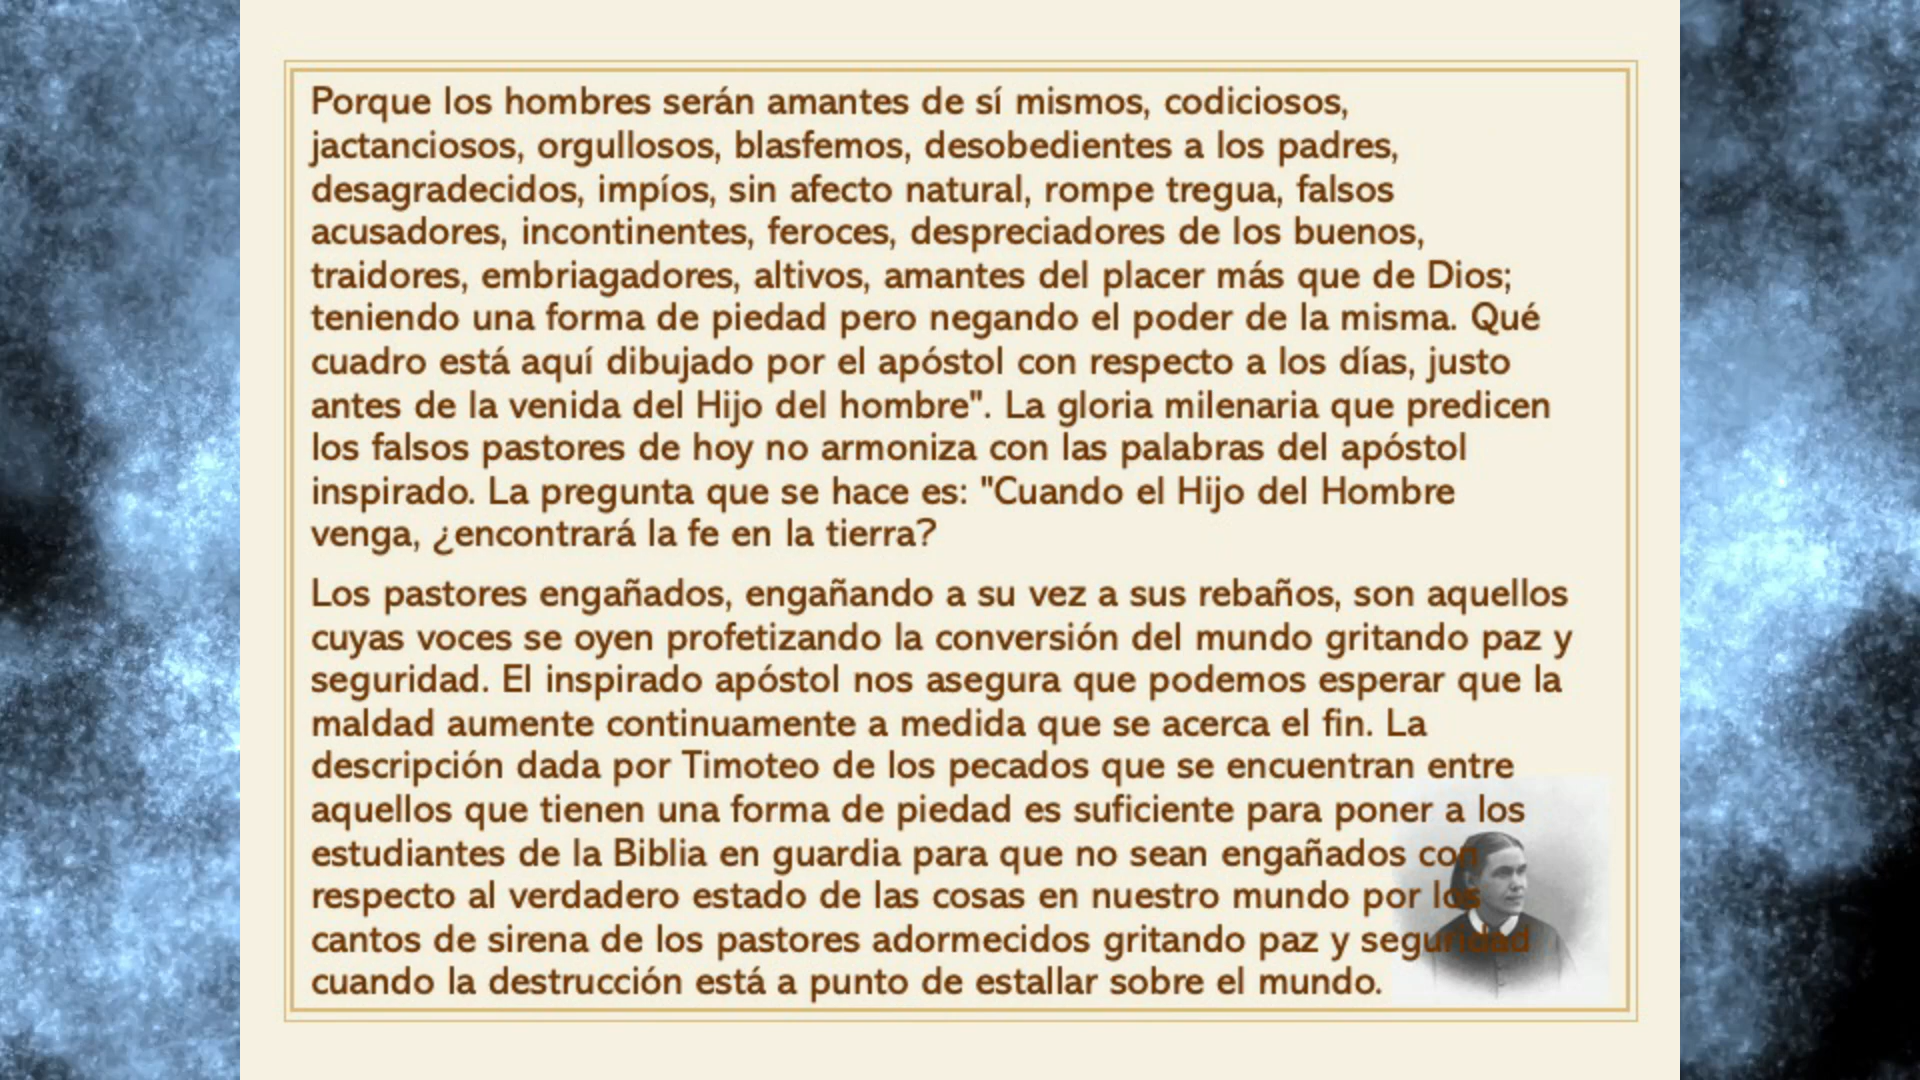 Porque los hombres serán amantes de sí mismos, codiciosos,
jactanciosos, orgullosos, blasfemos, desobedientes a los padres,
desagradecidos, impíos, sin afecto natural, rompe tregua, falsos
acusadores, incontinentes, feroces, despreciadores de los buenos,
traidores, embriagadores, altivos, amantes del placer más que de Dios;
teniendo una forma de piedad pero negando el poder de la misma. Qué
cuadro está aquí dibujado por el apóstol con respecto a los días, justo
antes de la venida del Hijo del hombre". La gloria milenaria que predicen
los falsos pastores de hoy no armoniza con las palabras del apóstol
inspirado. La pregunta que se hace es: "Cuando el Hijo del Hombre
venga, ¿encontrará la fe en la tierra?
Los pastores engañados, engañando a su vez a sus rebaños, son aquellos
cuyas voces se oyen profetizando la conversión del mundo gritando paz y
seguridad. El inspirado apóstol nos asegura que podemos esperar que la
maldad aumente continuamente a medida que se acerca el fin. La
descripción dada por Timoteo de los pecados que se encuentran entre
aquellos que tienen una forma de piedad es suficiente para poner a los
estudiantes de la Biblia en guardia para que no sean engañados con
respecto al verdadero estado de las cosas en nuestro mundo por los
cantos de sirena de los pastores adormecidos gritando paz y seguridad
cuando la destrucción está a punto de estallar sobre el mundo.